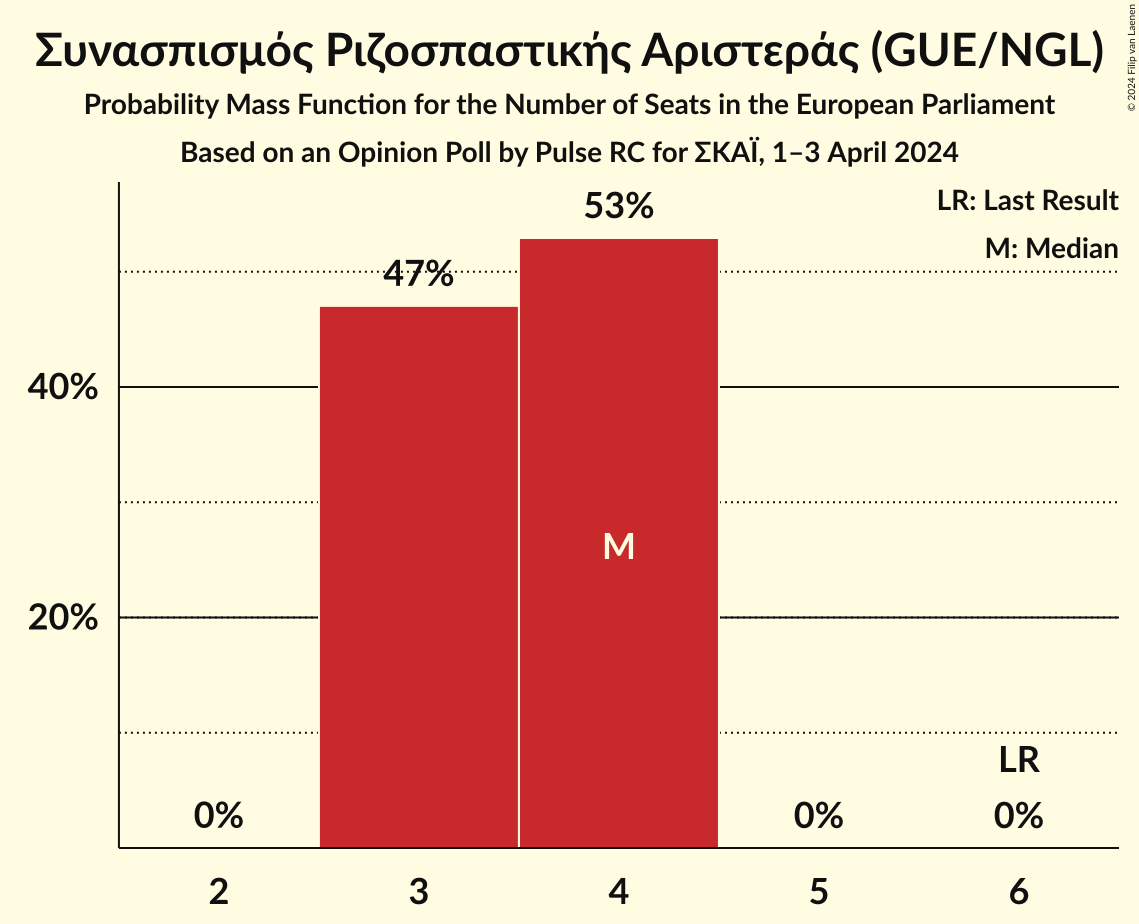 Συνασπισμός Ριζοσπαστικής Αριστεράς (GUE/NGL)
Probability Mass Function for the Number of Seats in the European Parliament
Based on an Opinion Poll by Pulse RC for ΣΚΑΪ, 1–3 April 2024
© 2024 Filip van Laenen
LR: Last Result
M: Median
53%
47%
40%
M
20%
LR
0%
0%
0%
2
3
4
5
6